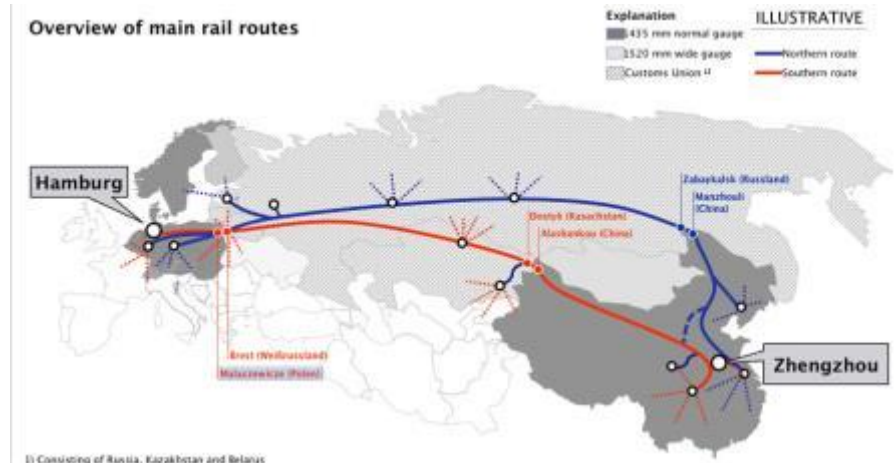 Overview of main rail routes
Explanation
1435 mm normal gauge
1520 mm wide gauge
Customs Union 1)
ILLUSTRATIVE
Northern route
Southern route
Hamburg
Zabaykalsk (Russland)
Manzhouli
(China)
Dostyk (Kasachstan)
Alashankou (China)
Brest (Weißrussland)
(Polen)
Zhengzhou
1) Consisting of Russia, Kazakhstan and Belarus